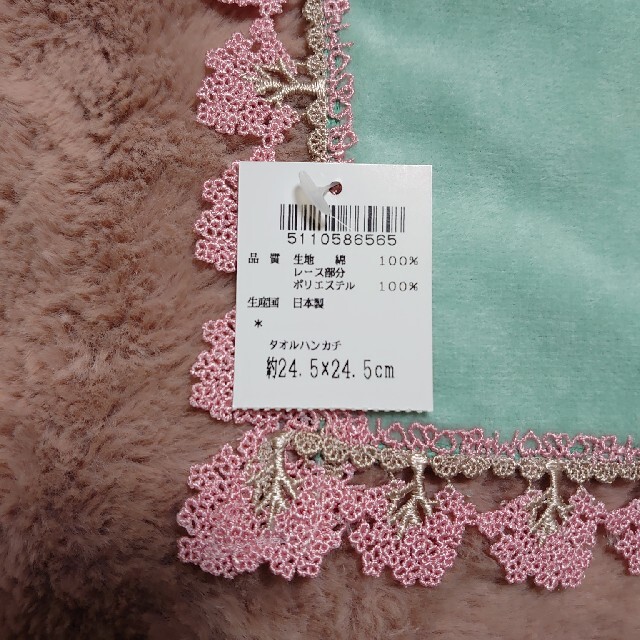 5110586565
品 質 生地 綿 100%
レース部分
ポリエステル 100%
生産国 日本製
*
タオルハンカチ
約24.5×24.5cm